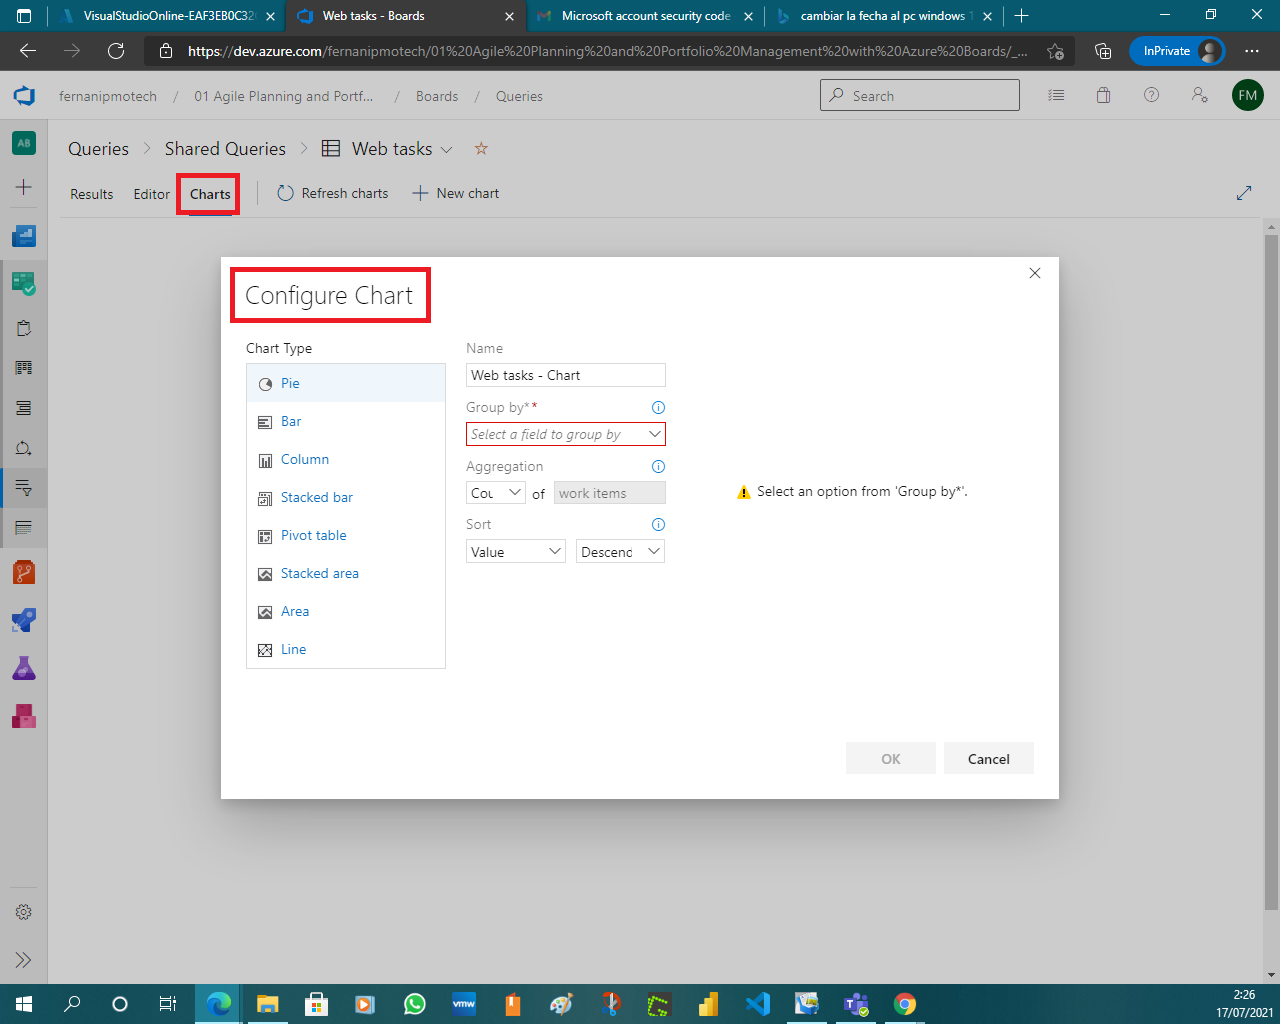 VisualStudioOnline-EAF3EB0C32
Web tasks - Boards
Microsoft account security code
cambiar la fecha al pc windows 1
https://dev.azure.com/fernanipmotech/01%20Agile%20Planning%20and%20Portfolio%20Management%20with%20Azure%20Boards/_...
InPrivate
fernanipmotech / 01 Agile Planning and Portf... / Boards / Queries
Search
FM
AB
Queries > Shared Queries > Web tasks
Results Editor Charts Refresh charts New chart
Configure Chart
Chart Type
Pie
Bar
Column
Stacked bar
Pivot table
Stacked area
Area
Line
Name
Web tasks - Chart
Group by**
Select a field to group by
Aggregation
Cou of work items
Sort
Value Descend
Select an option from 'Group by*'.
OK Cancel
vmw
2:26
17/07/2021